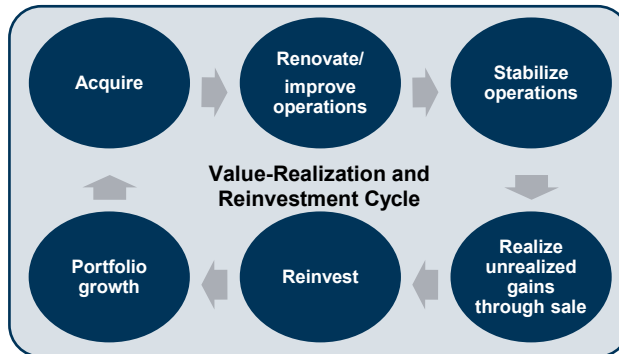 Acquire
Renovate/
improve
operations
Stabilize
operations
Value-Realization and
Reinvestment Cycle
Portfolio
growth
Reinvest
Realize
unrealized
gains
through sale